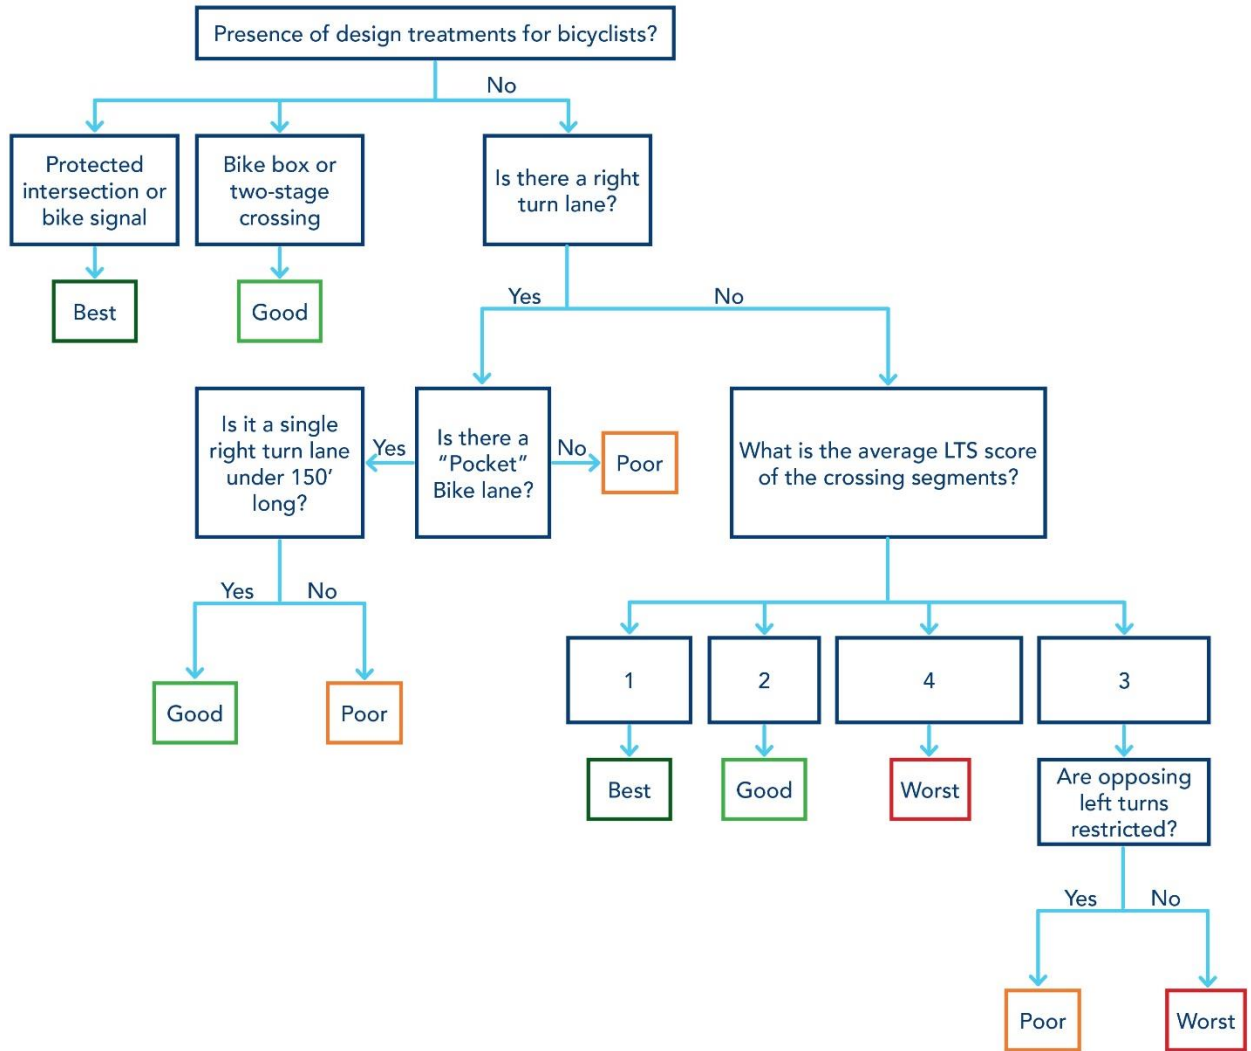 Presence of design treatments for bicyclists?
No
Protected
intersection or
bike signal
Bike box or
two-stage
crossing
Is there a right
turn lane?
Best
Good
Yes
No
Is it a single
right turn lane
under 150'
long?
Yes
Is there a
“Pocket”
Bike lane?
No
Poor
What is the average LTS score
of the crossing segments?
Yes
No
Good
Poor
1
2
4
3
Best
Good
Worst
Are opposing
left turns
restricted?
Yes
No
Poor
Worst